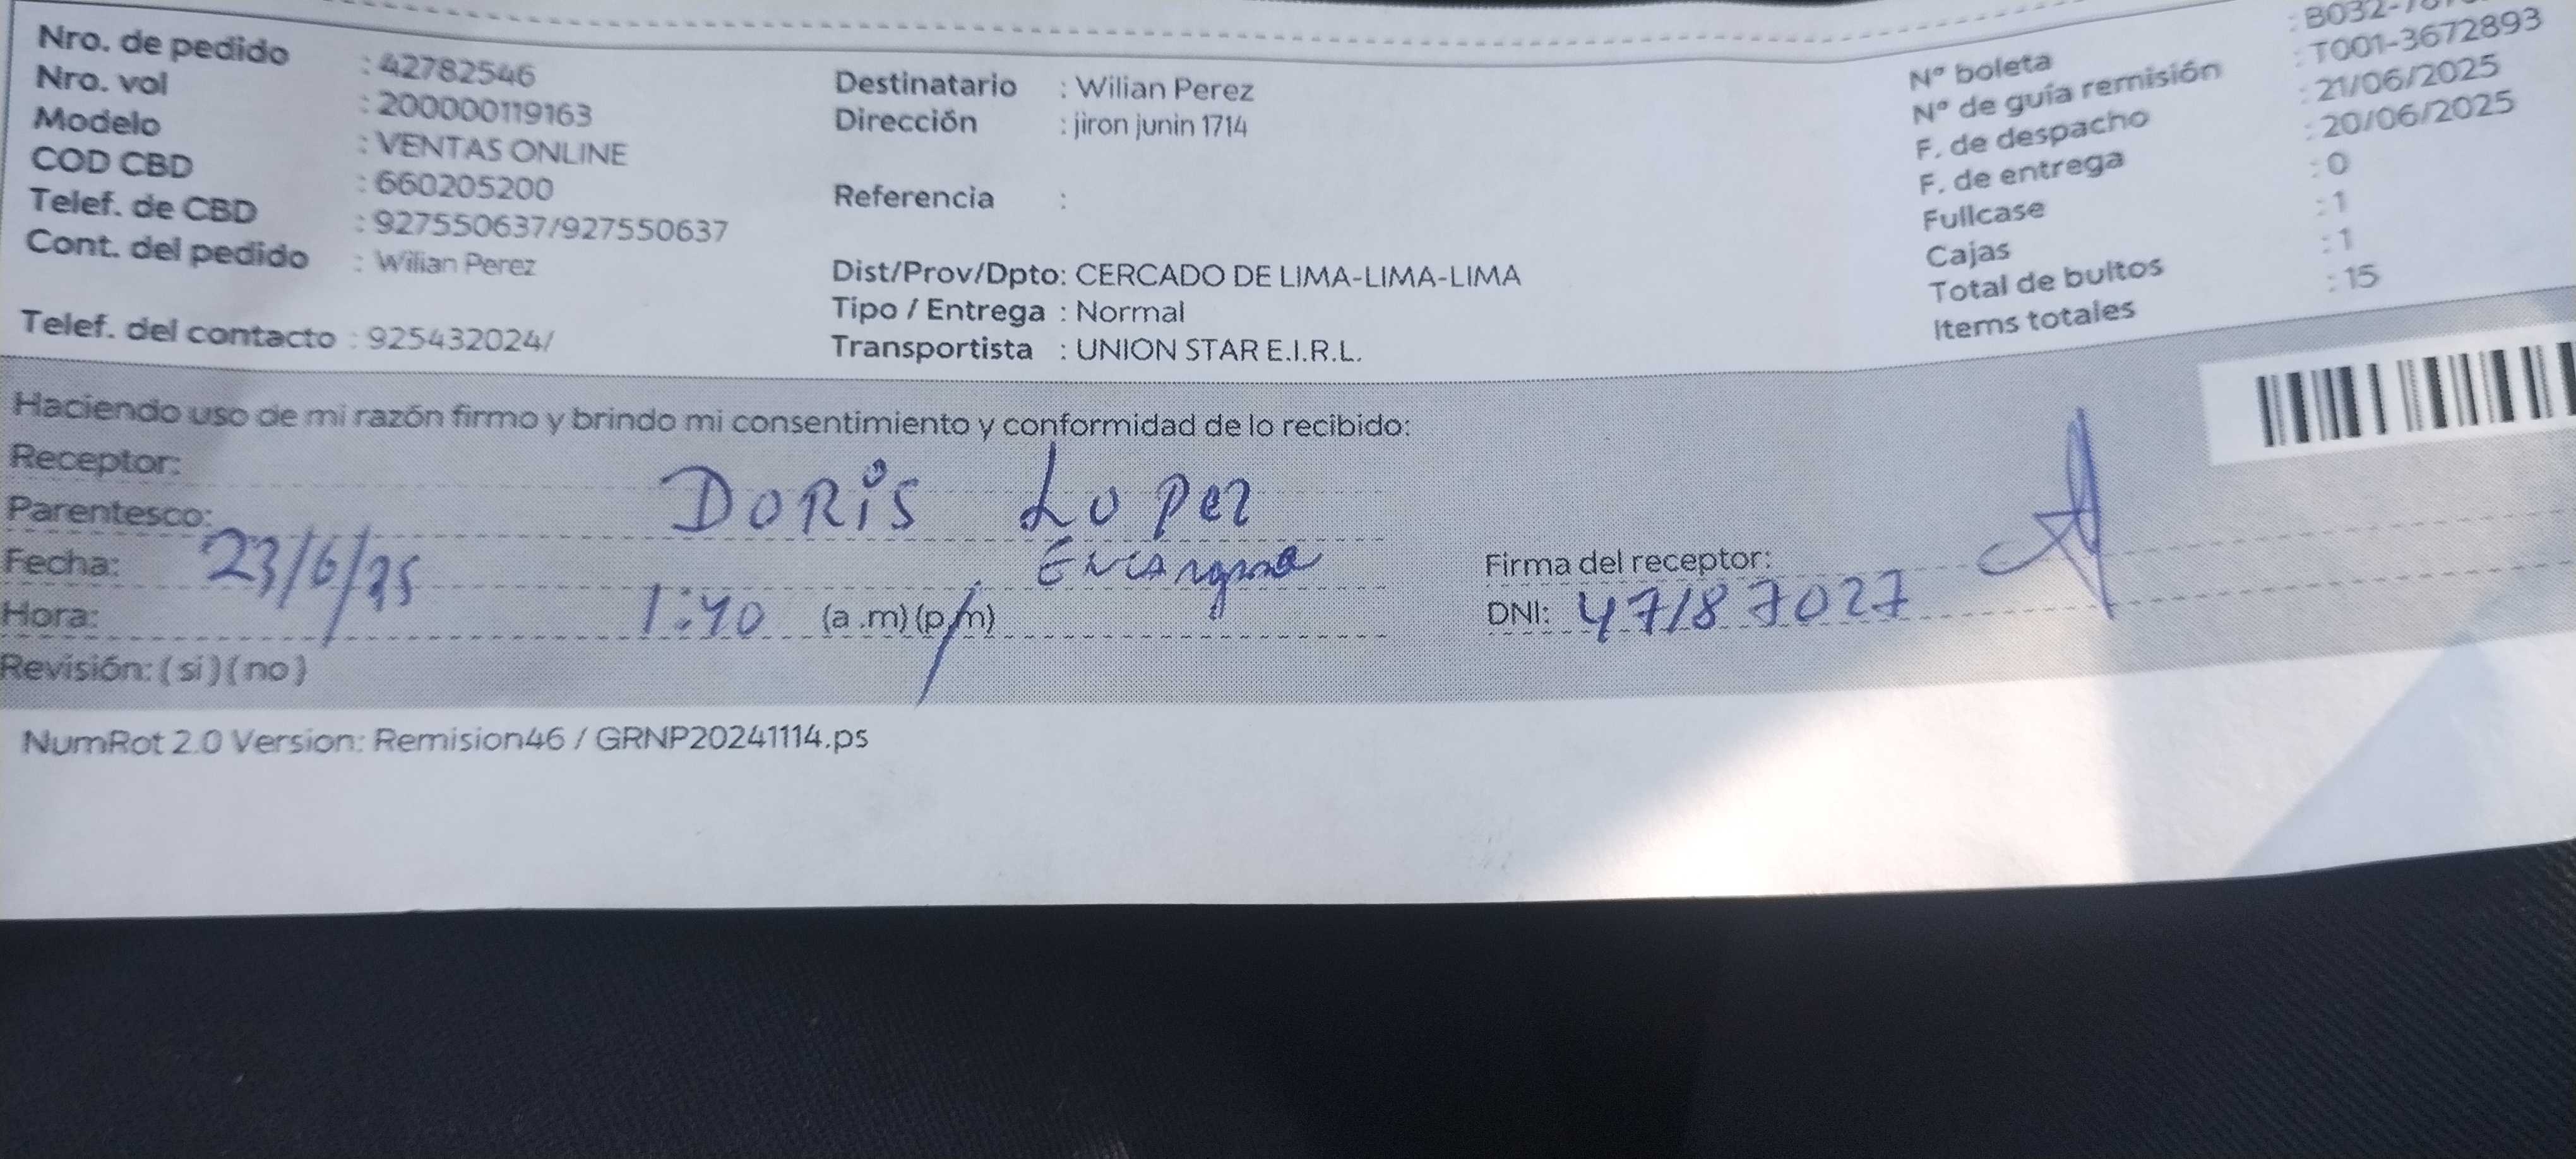 Nro. de pedido : 42782546
Nro. vol : 200000119163
Modelo : VENTAS ONLINE
COD CBD : 660205200
Telef. de CBD : 927550637/927550637
Cont. del pedido : Wilian Perez
Telef. del contacto : 925432024/
Destinatario : Wilian Perez
Dirección : jiron junin 1714
Referencia :
Dist/Prov/Dpto: CERCADO DE LIMA-LIMA-LIMA
Tipo / Entrega : Normal
Transportista : UNION STAR E.I.R.L.
N° boleta
N° de guía remisión : T001-3672893
F. de despacho : 21/06/2025
F. de entrega : 20/06/2025
Fullcase : 0
Cajas : 1
Total de bultos : 1
Items totales : 15
Haciendo uso de mi razón firmo y brindo mi consentimiento y conformidad de lo recibido:
Receptor: DORIS Lopez
Parentesco: Encargada
Fecha: 23/6/25
Hora: 1:40 (a .m) (p.m)
Firma del receptor:
DNI: 47187027
Revisión: (si) (no)
NumRot 2.0 Version: Remision46 / GRNP20241114.ps